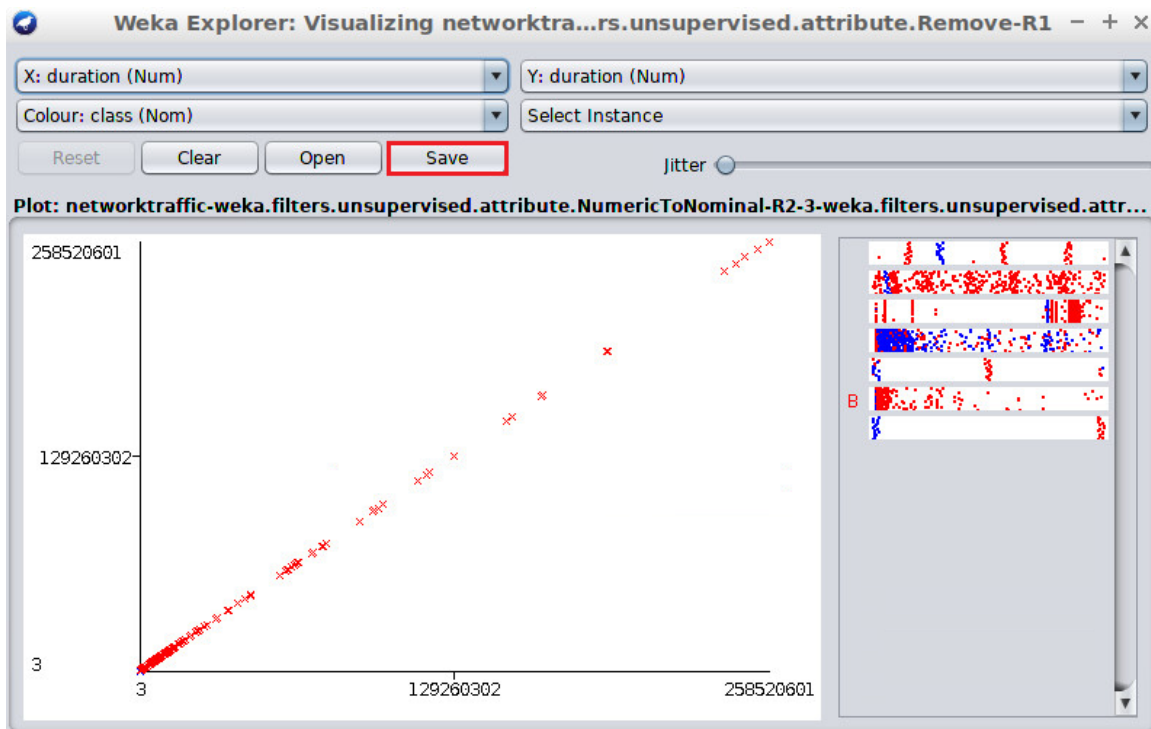 Weka Explorer: Visualizing networktra...rs.unsupervised.attribute.Remove-R1
X: duration (Num)
Y: duration (Num)
Colour: class (Nom)
Select Instance
Reset
Clear
Open
Save
Jitter
Plot: networktraffic-weka.filters.unsupervised.attribute.NumericToNominal-R2-3-weka.filters.unsupervised.attr...
258520601
129260302
3
3
129260302
258520601
B